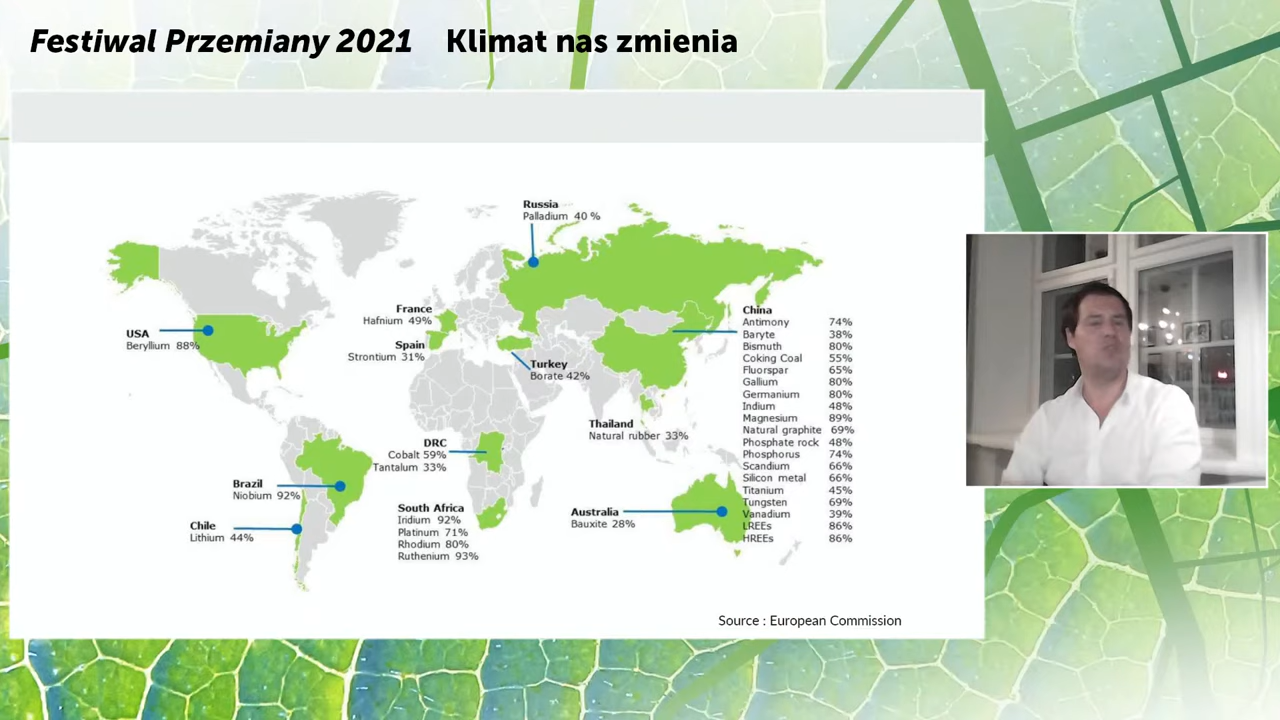 Festiwal Przemiany 2021 Klimat nas zmienia
Russia
Palladium 40 %
France
Hafnium 49%
USA
Beryllium 88%
Spain
Strontium 31%
Turkey
Borate 42%
China
Antimony 74%
Baryte 38%
Bismuth 80%
Coking Coal 55%
Fluorspar 65%
Gallium 80%
Germanium 80%
Indium 48%
Magnesium 89%
Natural graphite 69%
Phosphate rock 48%
Phosphorus 74%
Scandium 66%
Silicon metal 66%
Titanium 45%
Tungsten 69%
Vanadium 39%
LREEs 86%
HREEs 86%
Thailand
Natural rubber 33%
DRC
Cobalt 59%
Tantalum 33%
Brazil
Niobium 92%
Chile
Lithium 44%
South Africa
Iridium 92%
Platinum 71%
Rhodium 80%
Ruthenium 93%
Australia
Bauxite 28%
Source : European Commission